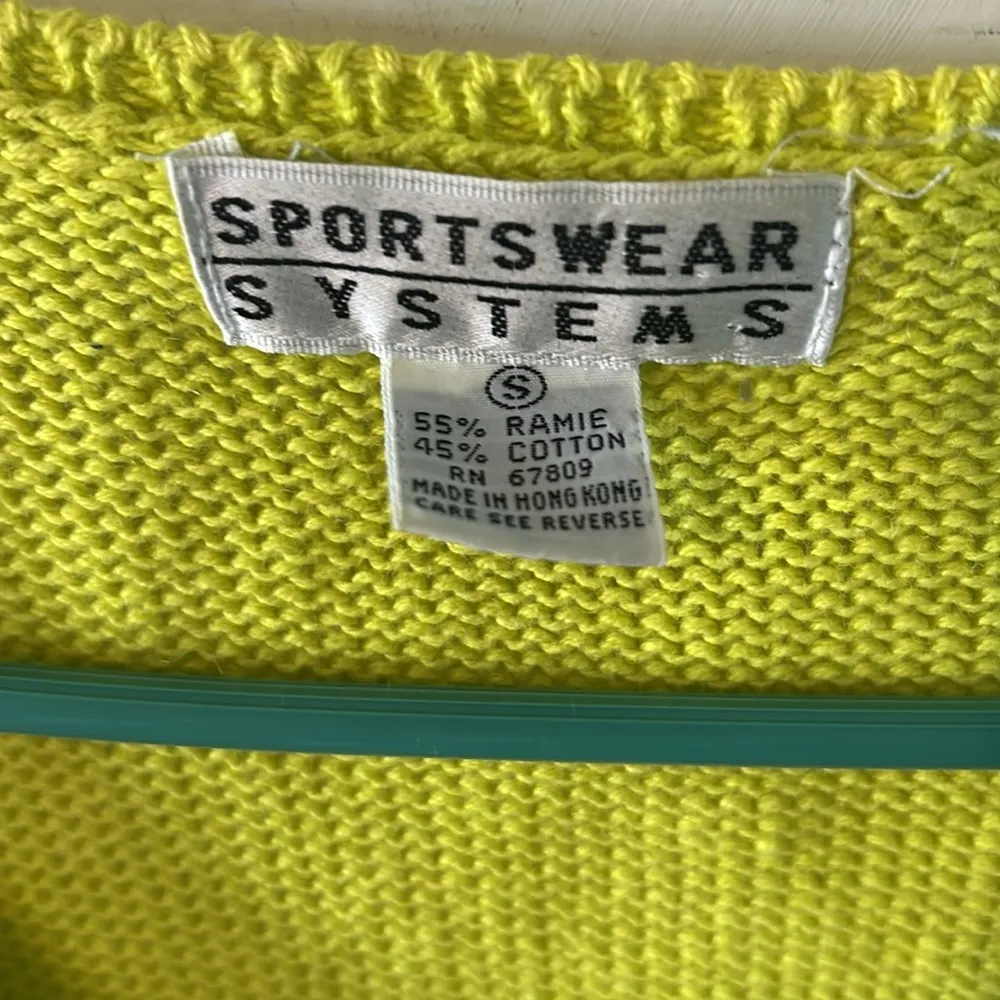 SPORTSWEAR
SYSTEMS
S
55% RAMIE
45% COTTON
RN 67809
MADE IN HONG KONG
CARE SEE REVERSE